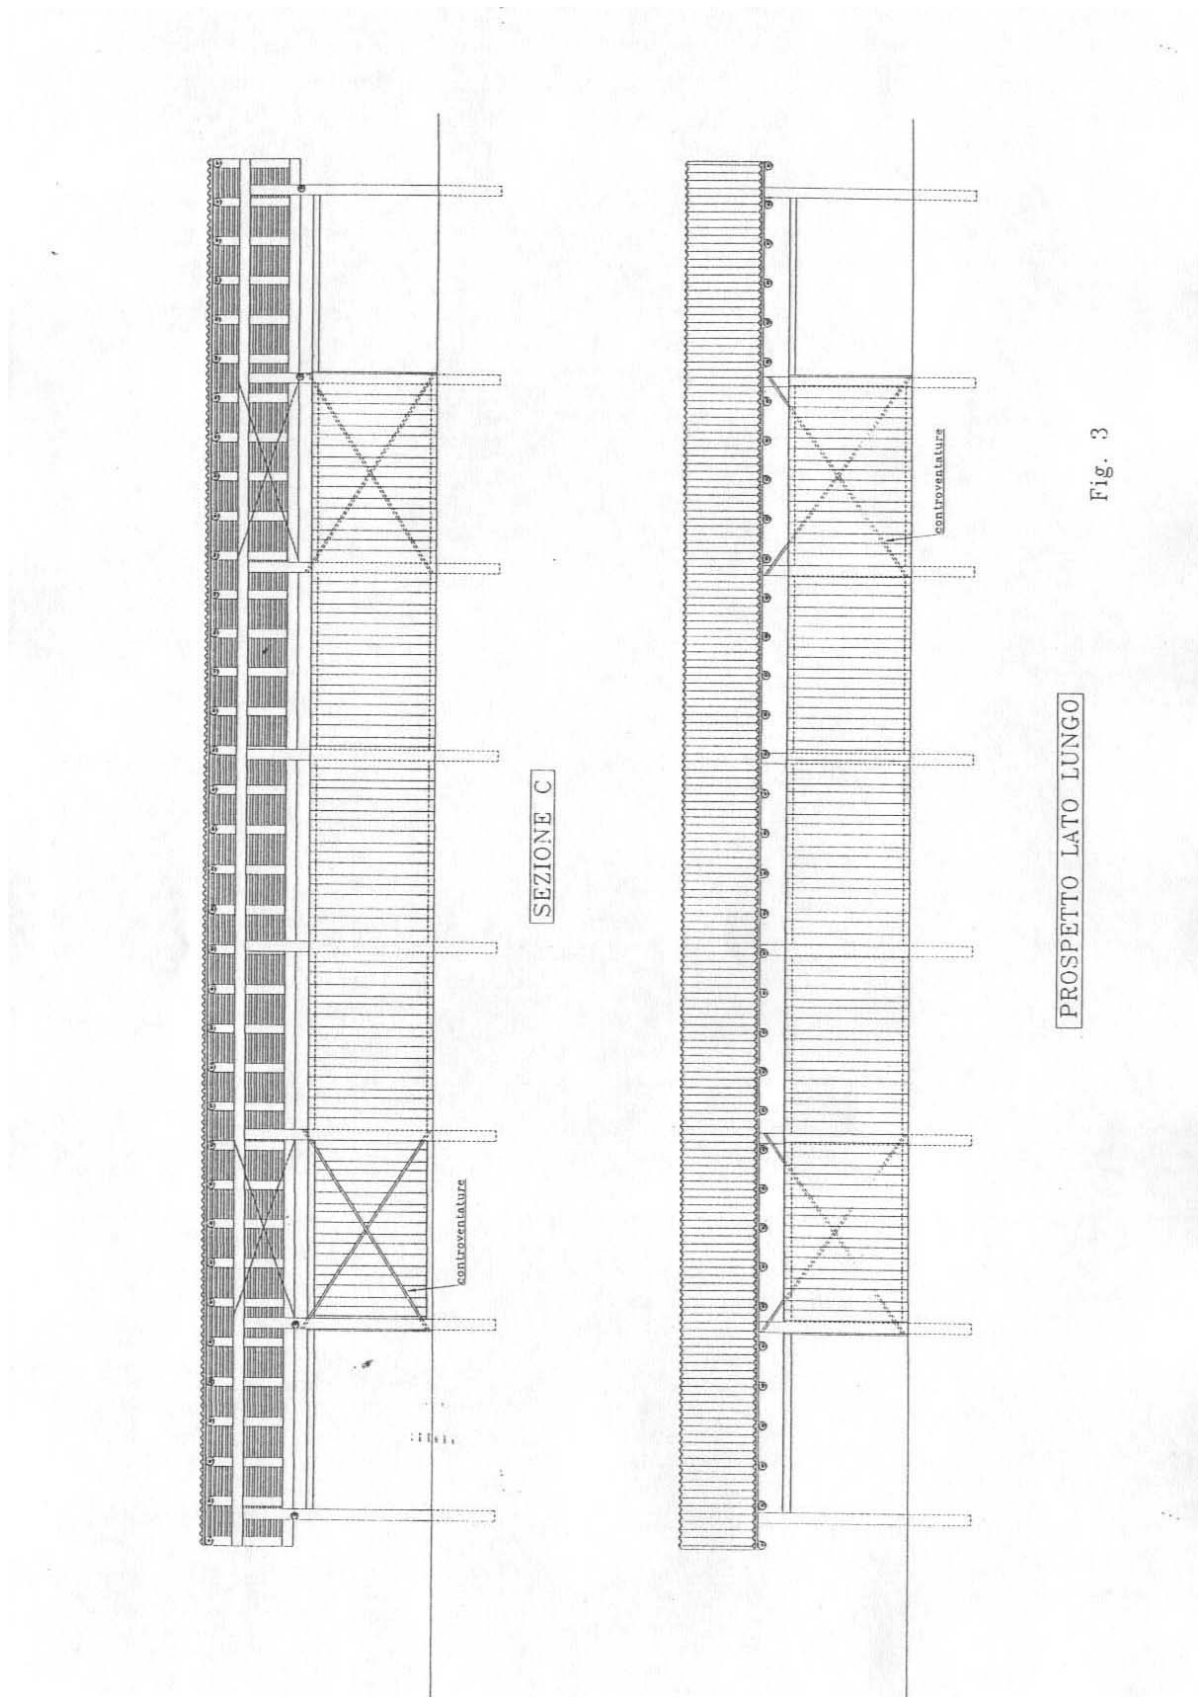 SEZIONE C
controventature
PROSPETTO LATO LUNGO
controventature
Fig. 3